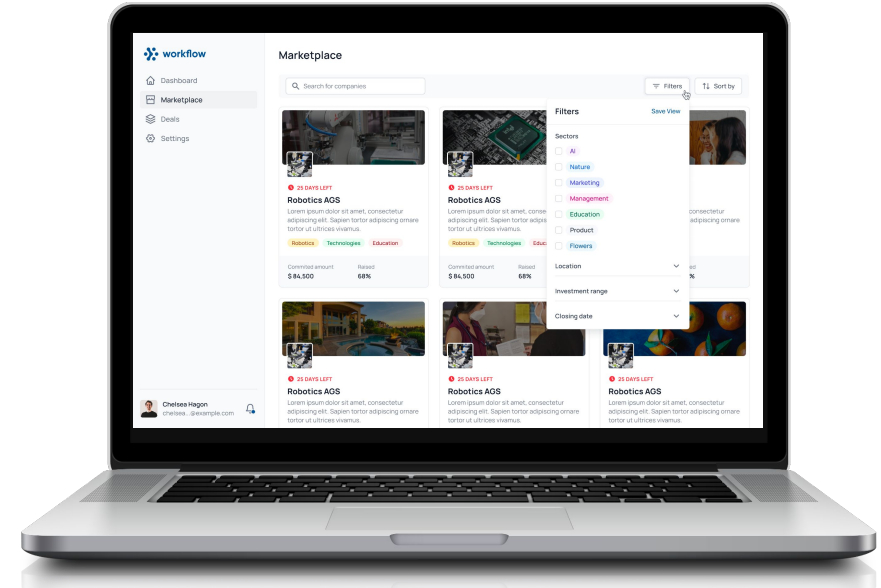 workflow
Dashboard
Marketplace
Deals
Settings
Chelsea Hagon
chelsea...@example.com
Marketplace
Search for companies
Filters
Sort by
25 DAYS LEFT
Robotics AGS
Lorem ipsum dolor sit amet, consectetur
adipiscing elit. Sapien tortor adipiscing ornare
tortor ut ultrices vivamus.
Robotics Technologies Education
Commited amount Raised
$ 84,500 68%
25 DAYS LEFT
Robotics AGS
Lorem ipsum dolor sit amet, conse
adipiscing elit. Sapien tortor adipis
tortor ut ultrices vivamus.
Robotics Technologies Educ
Commited amount Raised
$ 84,500 68%
Filters Save View
Sectors
AI
Nature
Marketing
Management
Education
Product
Flowers
Location
Investment range
Closing date
consectetur
adipiscing ornare
ed
%
25 DAYS LEFT
Robotics AGS
Lorem ipsum dolor sit amet, consectetur
adipiscing elit. Sapien tortor adipiscing ornare
tortor ut ultrices vivamus.
25 DAYS LEFT
Robotics AGS
Lorem ipsum dolor sit amet, consectetur
adipiscing elit. Sapien tortor adipiscing ornare
tortor ut ultrices vivamus.
25 DAYS LEFT
Robotics AGS
Lorem ipsum dolor sit amet, consectetur
adipiscing elit. Sapien tortor adipiscing ornare
tortor ut ultrices vivamus.